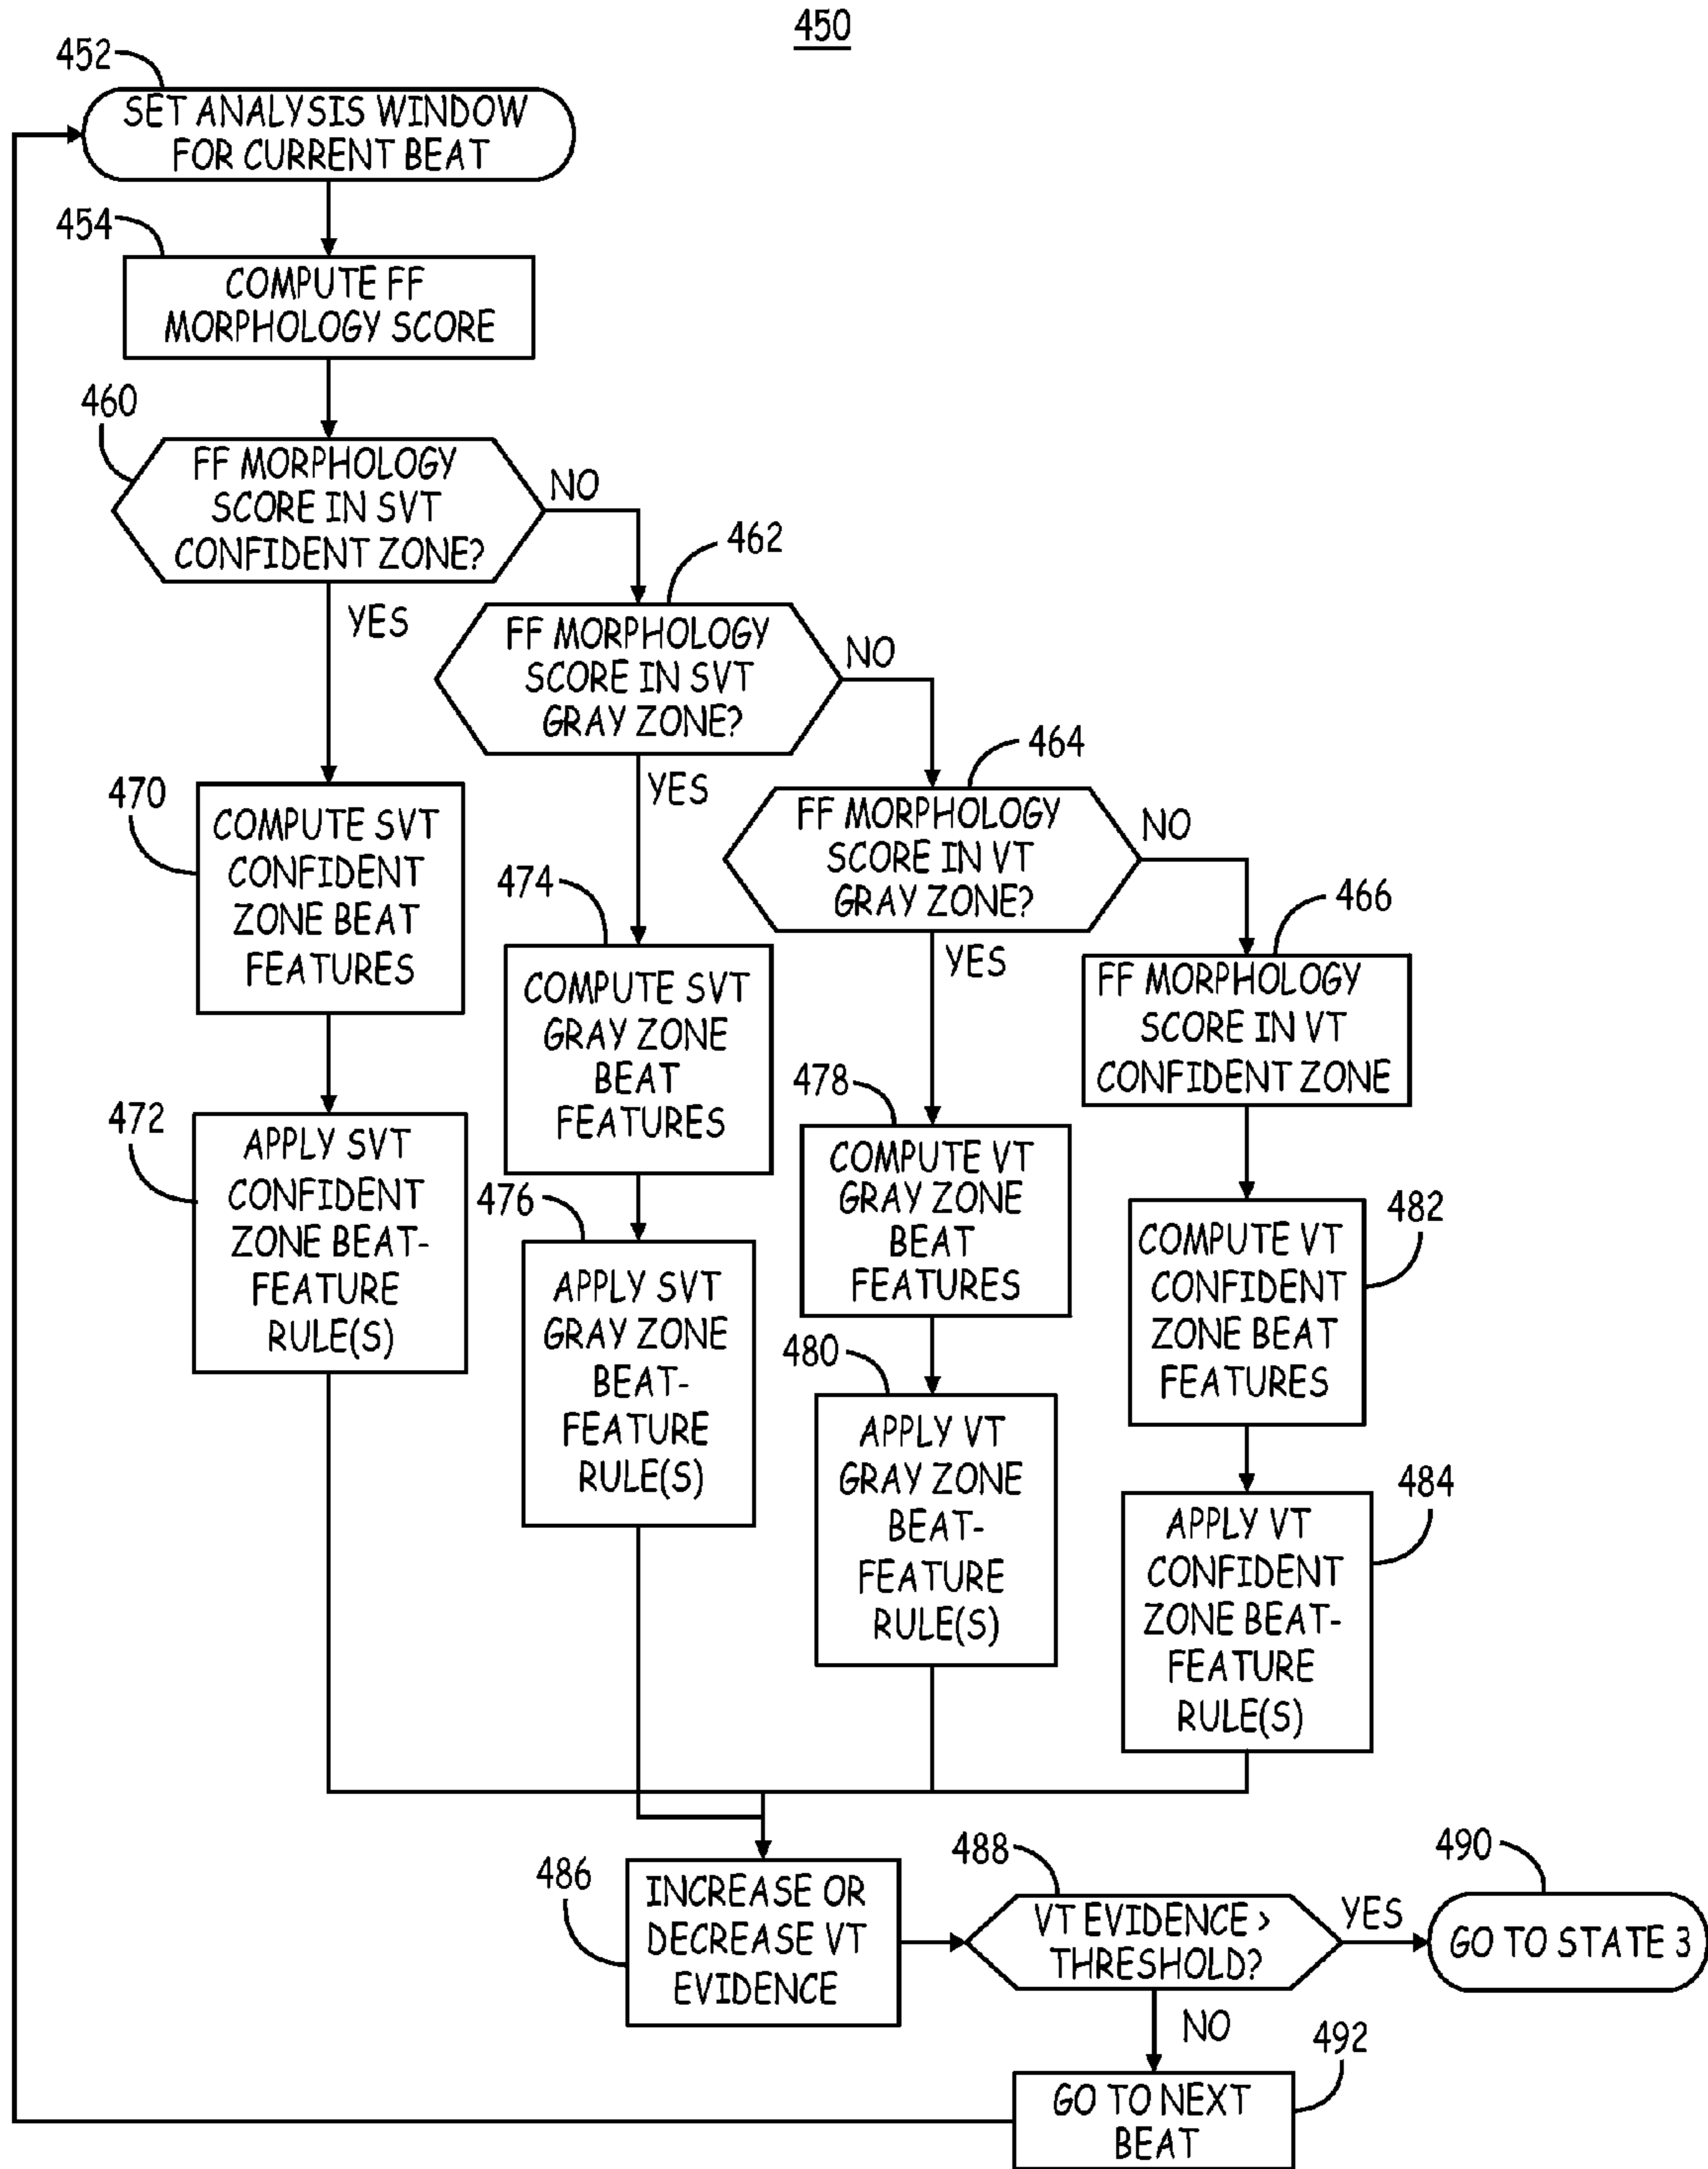 450
452
SET ANALYSIS WINDOW
FOR CURRENT BEAT
454
COMPUTE FF
MORPHOLOGY SCORE
460
FF MORPHOLOGY
SCORE IN SVT
CONFIDENT ZONE?
NO
YES
462
FF MORPHOLOGY
SCORE IN SVT
GRAY ZONE?
NO
YES
464
FF MORPHOLOGY
SCORE IN VT
GRAY ZONE?
NO
YES
466
FF MORPHOLOGY
SCORE IN VT
CONFIDENT ZONE
470
COMPUTE SVT
CONFIDENT
ZONE BEAT
FEATURES
472
APPLY SVT
CONFIDENT
ZONE BEAT-
FEATURE
RULE(S)
474
COMPUTE SVT
GRAY ZONE
BEAT
FEATURES
476
APPLY SVT
GRAY ZONE
BEAT-
FEATURE
RULE(S)
478
COMPUTE VT
GRAY ZONE
BEAT
FEATURES
480
APPLY VT
GRAY ZONE
BEAT-
FEATURE
RULE(S)
482
COMPUTE VT
CONFIDENT
ZONE BEAT
FEATURES
484
APPLY VT
CONFIDENT
ZONE BEAT-
FEATURE
RULE(S)
486
INCREASE OR
DECREASE VT
EVIDENCE
488
VT EVIDENCE >
THRESHOLD?
YES
NO
490
GO TO STATE 3
492
GO TO NEXT
BEAT